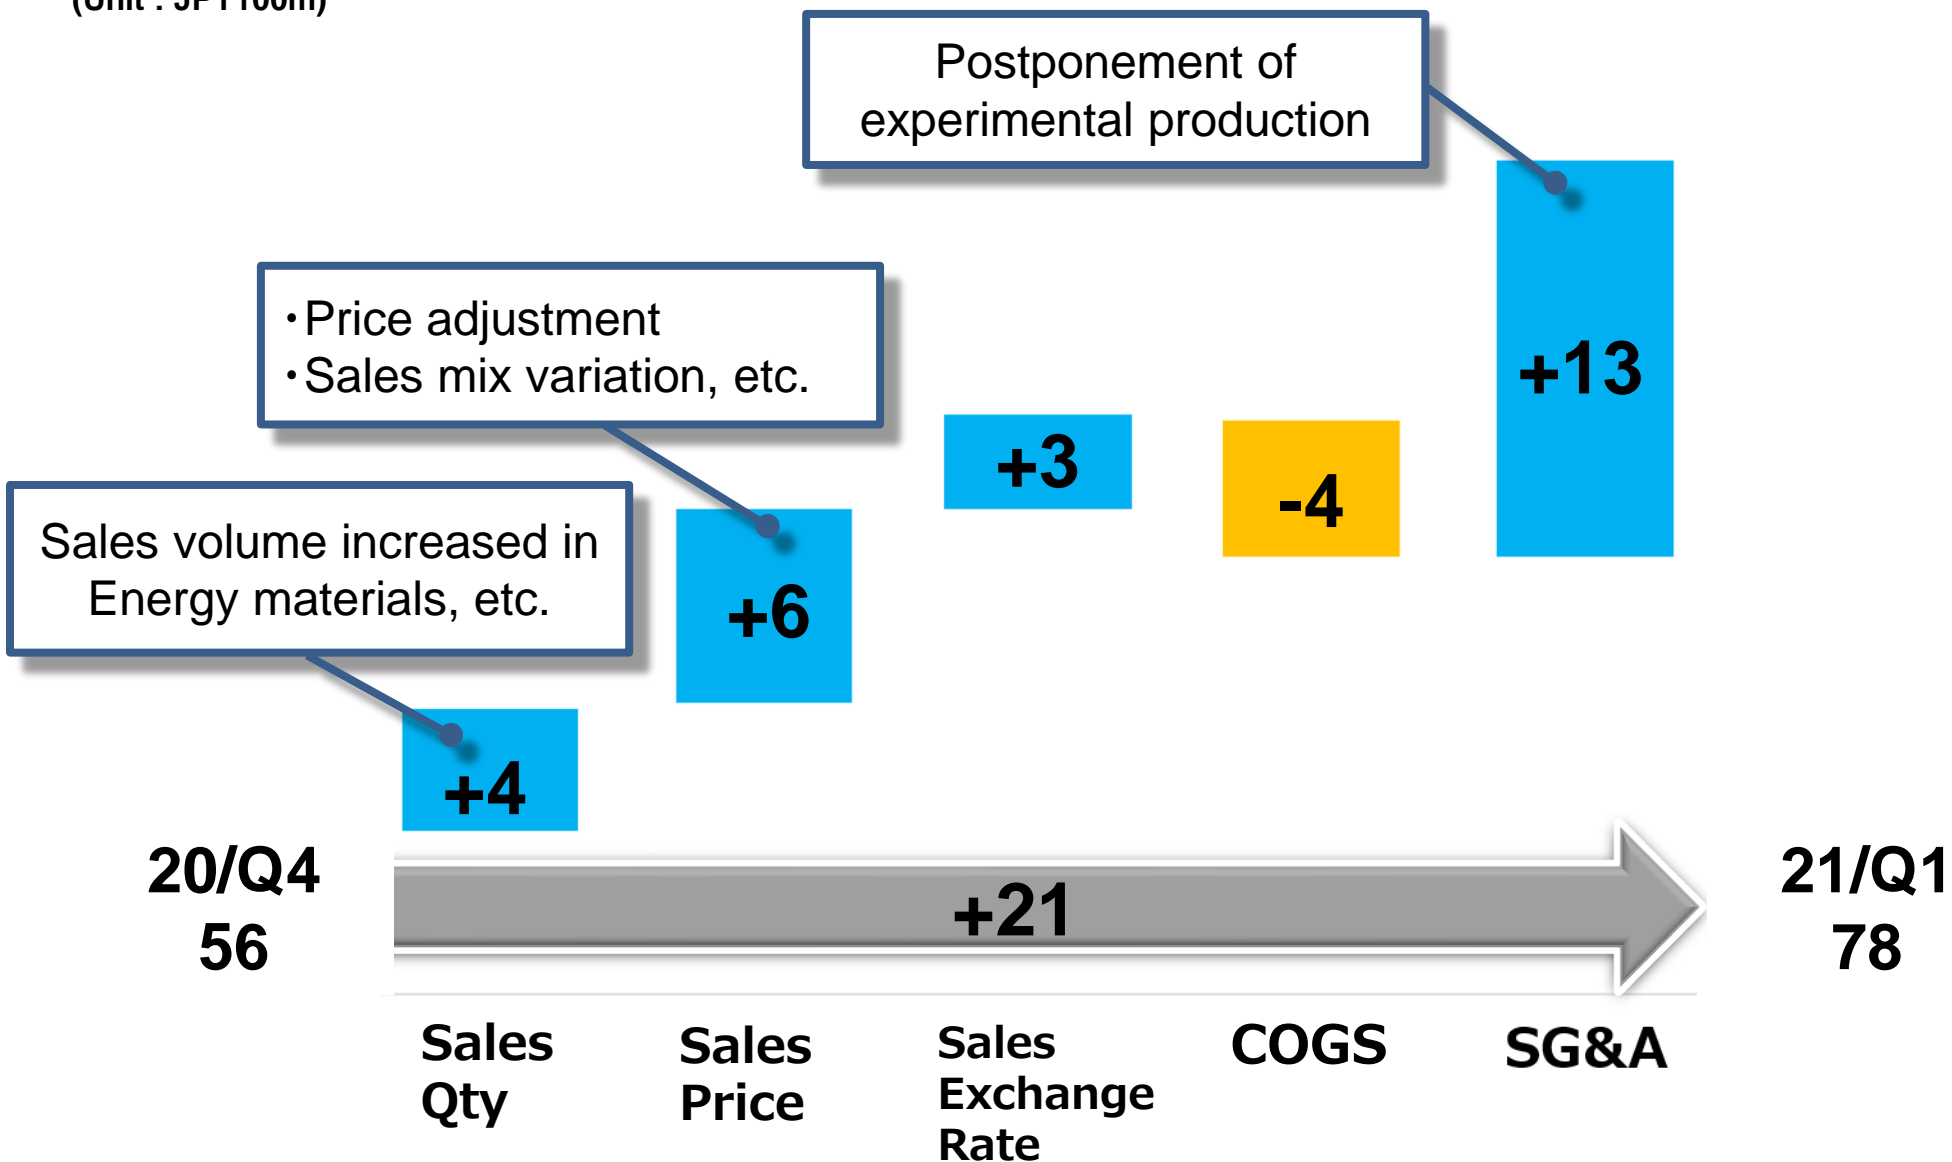 (Unit : JPY100m)
Postponement of
experimental production
・Price adjustment
・Sales mix variation, etc.
Sales volume increased in
Energy materials, etc.
+4
+6
+3
-4
+13
20/Q4
56
+21
21/Q1
78
Sales
Qty
Sales
Price
Sales
Exchange
Rate
COGS
SG&A